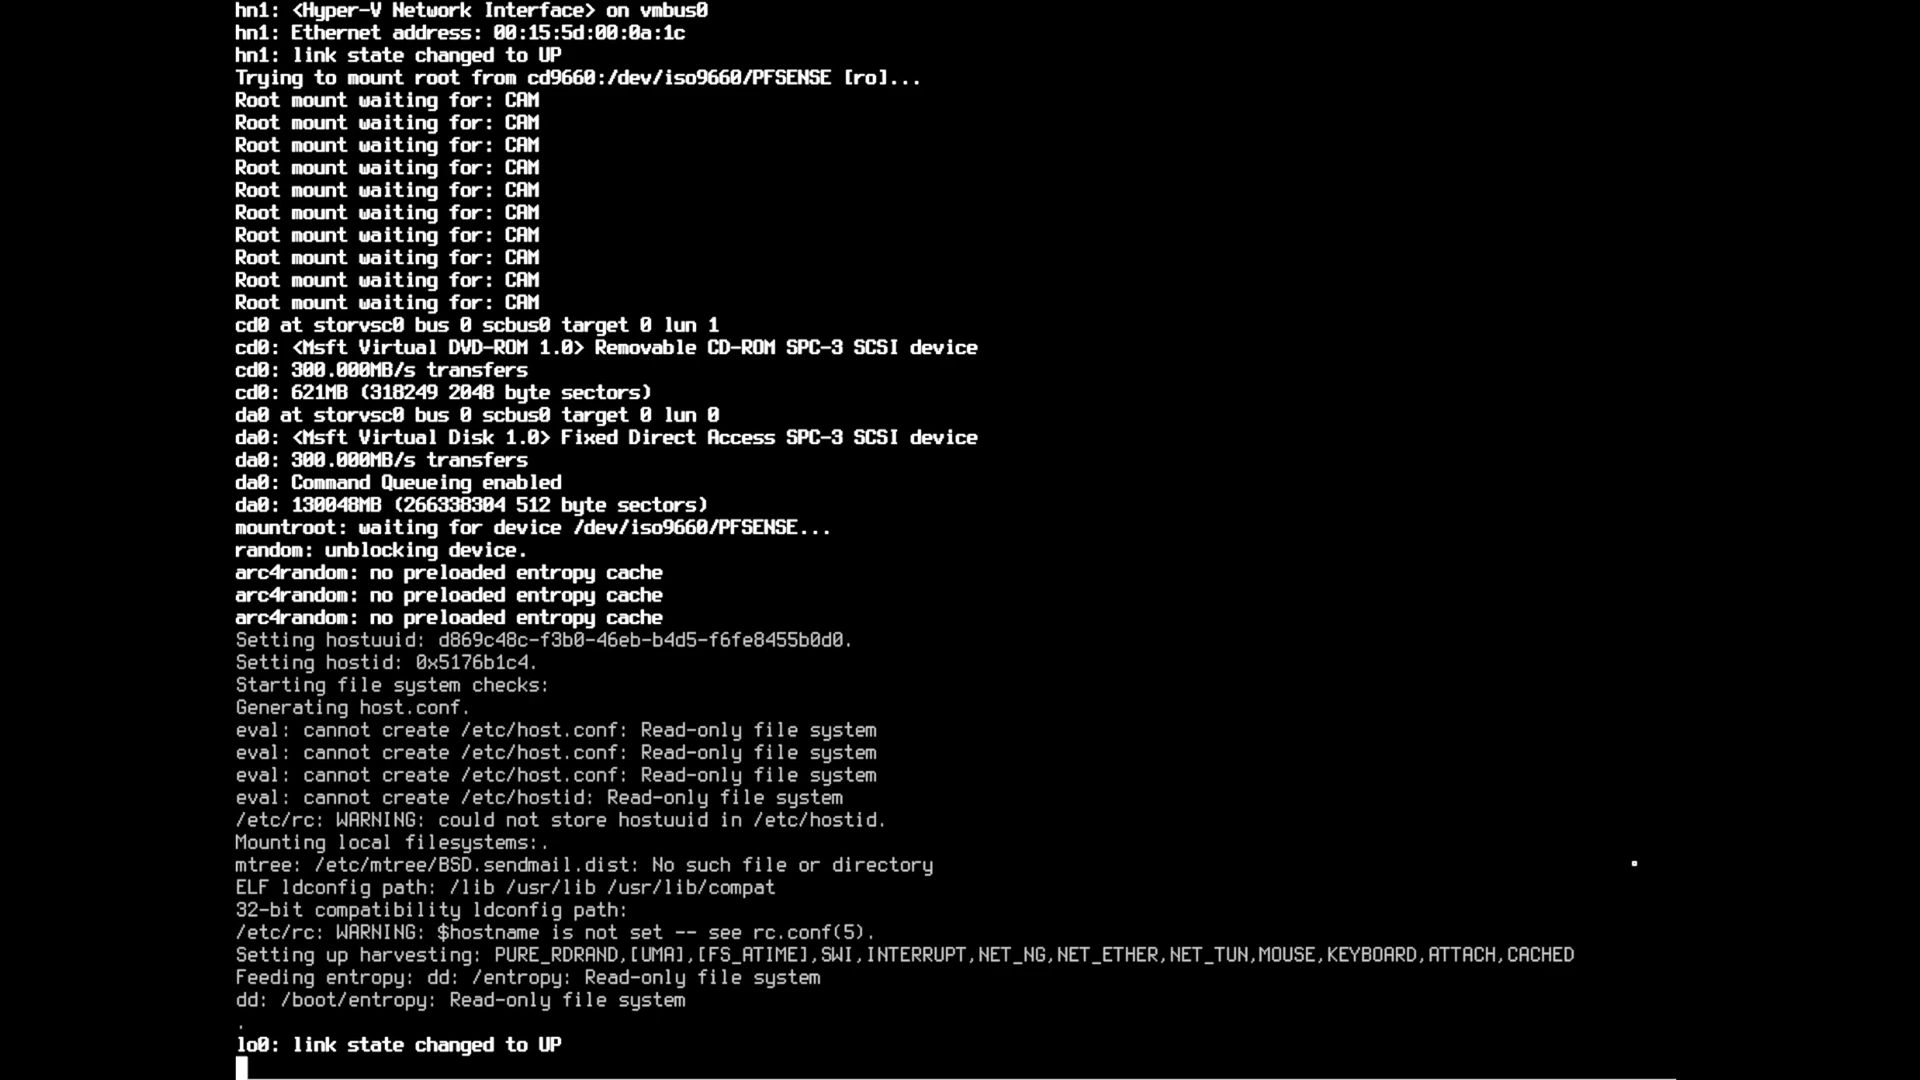 hn1: <Hyper-V Network Interface> on vmbus0
hn1: Ethernet address: 00:15:5d:00:0a:1c
hn1: link state changed to UP
Trying to mount root from cd9660:/dev/iso9660/PFSENSE [ro]...
Root mount waiting for: CAM
Root mount waiting for: CAM
Root mount waiting for: CAM
Root mount waiting for: CAM
Root mount waiting for: CAM
Root mount waiting for: CAM
Root mount waiting for: CAM
Root mount waiting for: CAM
Root mount waiting for: CAM
Root mount waiting for: CAM
cd0 at storvsc0 bus 0 scbus0 target 0 lun 1
cd0: <Msft Virtual DVD-ROM 1.0> Removable CD-ROM SPC-3 SCSI device
cd0: 300.000MB/s transfers
cd0: 621MB (318249 2048 byte sectors)
da0 at storvsc0 bus 0 scbus0 target 0 lun 0
da0: <Msft Virtual Disk 1.0> Fixed Direct Access SPC-3 SCSI device
da0: 300.000MB/s transfers
da0: Command Queueing enabled
da0: 130048MB (266338304 512 byte sectors)
mountroot: waiting for device /dev/iso9660/PFSENSE...
random: unblocking device.
arc4random: no preloaded entropy cache
arc4random: no preloaded entropy cache
arc4random: no preloaded entropy cache
Setting hostuuid: d869c48c-f3b0-46eb-b4d5-f6fe8455b0d0.
Setting hostid: 0x5176b1c4.
Starting file system checks:
Generating host.conf.
eval: cannot create /etc/host.conf: Read-only file system
eval: cannot create /etc/host.conf: Read-only file system
eval: cannot create /etc/host.conf: Read-only file system
eval: cannot create /etc/hostid: Read-only file system
/etc/rc: WARNING: could not store hostuuid in /etc/hostid.
Mounting local filesystems:.
mtree: /etc/mtree/BSD.sendmail.dist: No such file or directory
ELF ldconfig path: /lib /usr/lib /usr/lib/compat
32-bit compatibility ldconfig path:
/etc/rc: WARNING: $hostname is not set -- see rc.conf(5).
Setting up harvesting: PURE_RDRAND,[UMA],[FS_ATIME],SWI,INTERRUPT,NET_NG,NET_ETHER,NET_TUN,MOUSE,KEYBOARD,ATTACH,CACHED
Feeding entropy: dd: /entropy: Read-only file system
dd: /boot/entropy: Read-only file system
.
lo0: link state changed to UP